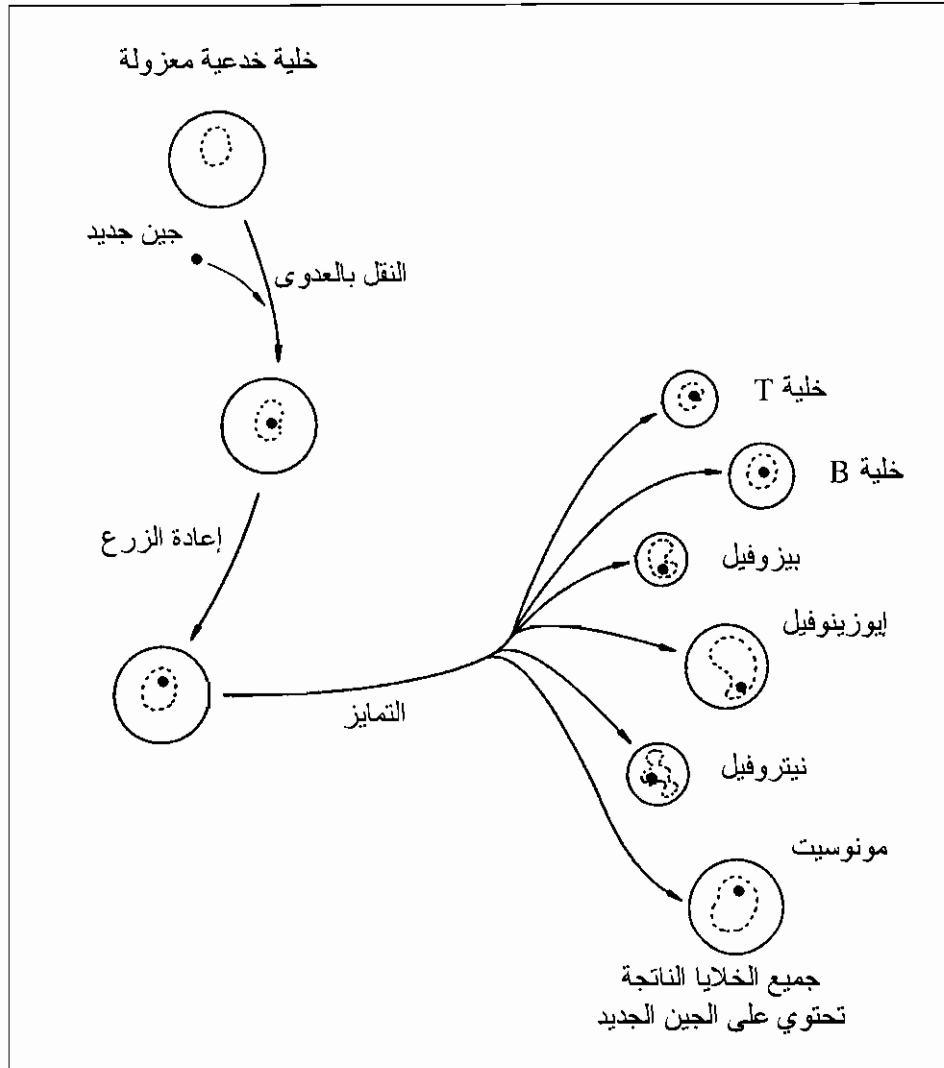 خلية خدعية معزولة
جين جديد
النقل بالعدوى
إعادة الزرع
التمايز
خلية T
خلية B
بيزوفيل
إيوزينوفيل
نيتروفيل
مونوسيت
جميع الخلايا الناتجة
تحتوي على الجين الجديد